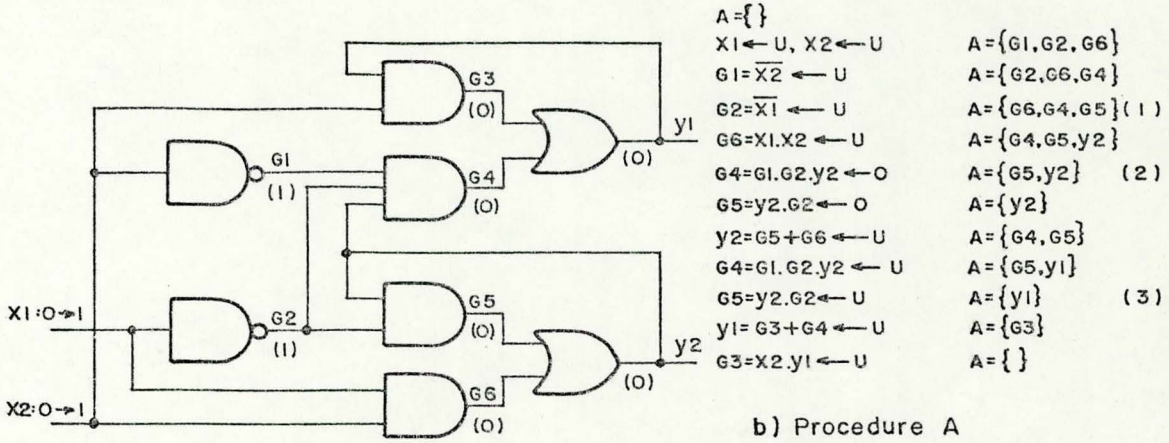 G3
(0)
y1
(0)
G1
(1)
G4
(0)
X1:0→1
G2
(1)
G5
(0)
y2
(0)
X2:0→1
G6
(0)
A={}
X1←U, X2←U A={G1,G2,G6}
G1=X̅2̅ ←U A={G2,G6,G4}
G2=X̅1̅ ←U A={G6,G4,G5}(1)
G6=X1.X2←U A={G4,G5,y2}
G4=G1.G2.y2←0 A={G5,y2} (2)
G5=y2.G2←0 A={y2}
y2=G5+G6←U A={G4,G5}
G4=G1.G2.y2←U A={G5,y1}
G5=y2.G2←U A={y1} (3)
y1=G3+G4←U A={G3}
G3=X2.y1←U A={ }
b) Procedure A